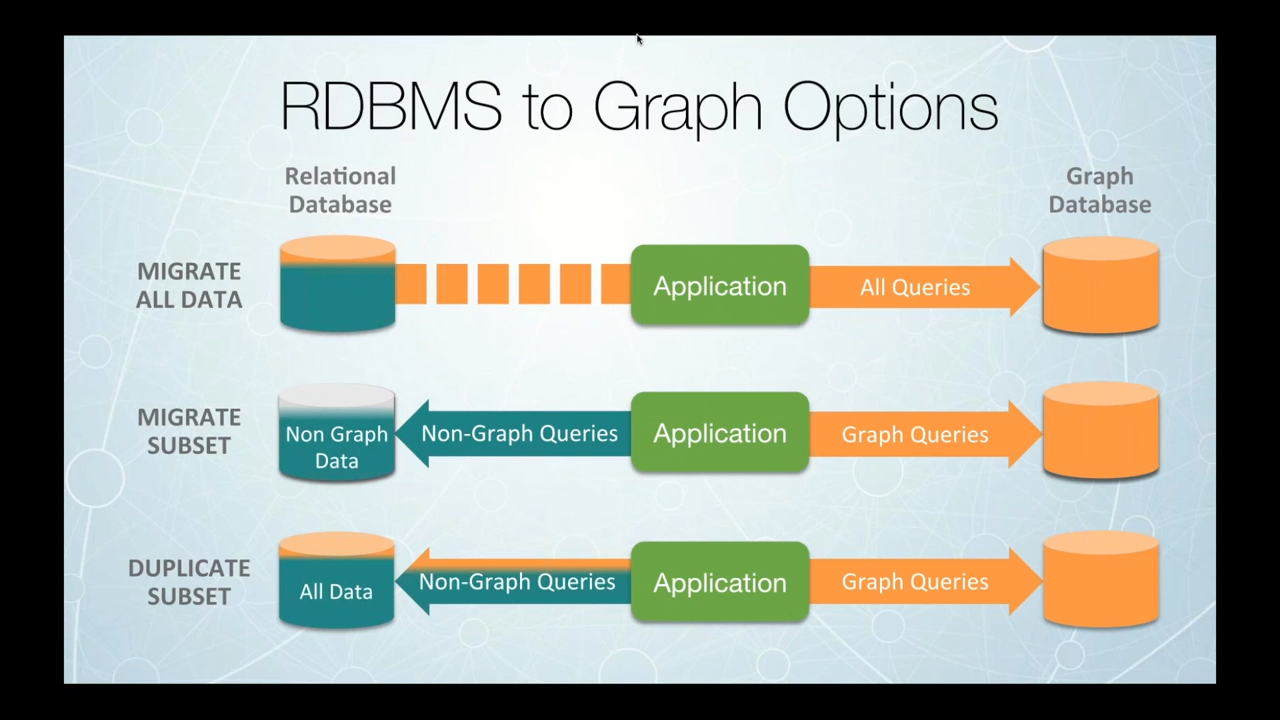 RDBMS to Graph Options
Relational
Database
Graph
Database
MIGRATE
ALL DATA
Application
All Queries
MIGRATE
SUBSET
Non Graph
Data
Non-Graph Queries
Application
Graph Queries
DUPLICATE
SUBSET
All Data
Non-Graph Queries
Application
Graph Queries